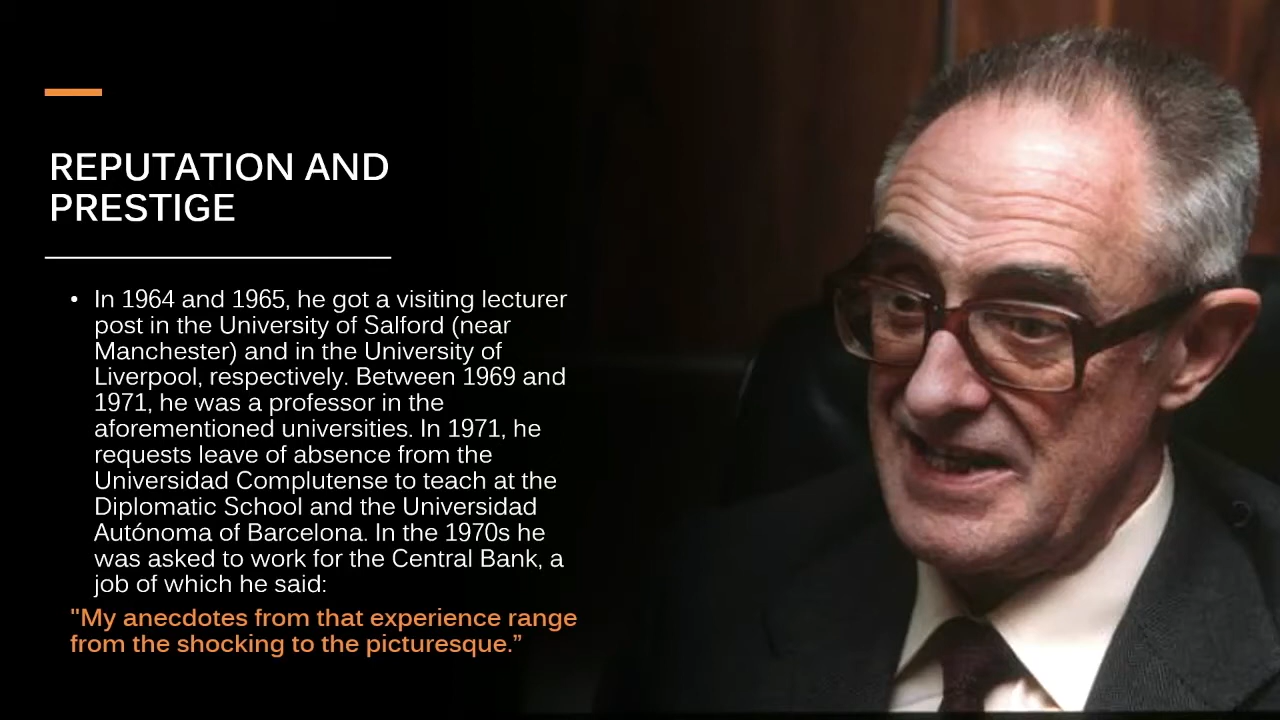 REPUTATION AND
PRESTIGE
• In 1964 and 1965, he got a visiting lecturer
post in the University of Salford (near
Manchester) and in the University of
Liverpool, respectively. Between 1969 and
1971, he was a professor in the
aforementioned universities. In 1971, he
requests leave of absence from the
Universidad Complutense to teach at the
Diplomatic School and the Universidad
Autónoma of Barcelona. In the 1970s he
was asked to work for the Central Bank, a
job of which he said:
"My anecdotes from that experience range
from the shocking to the picturesque.”